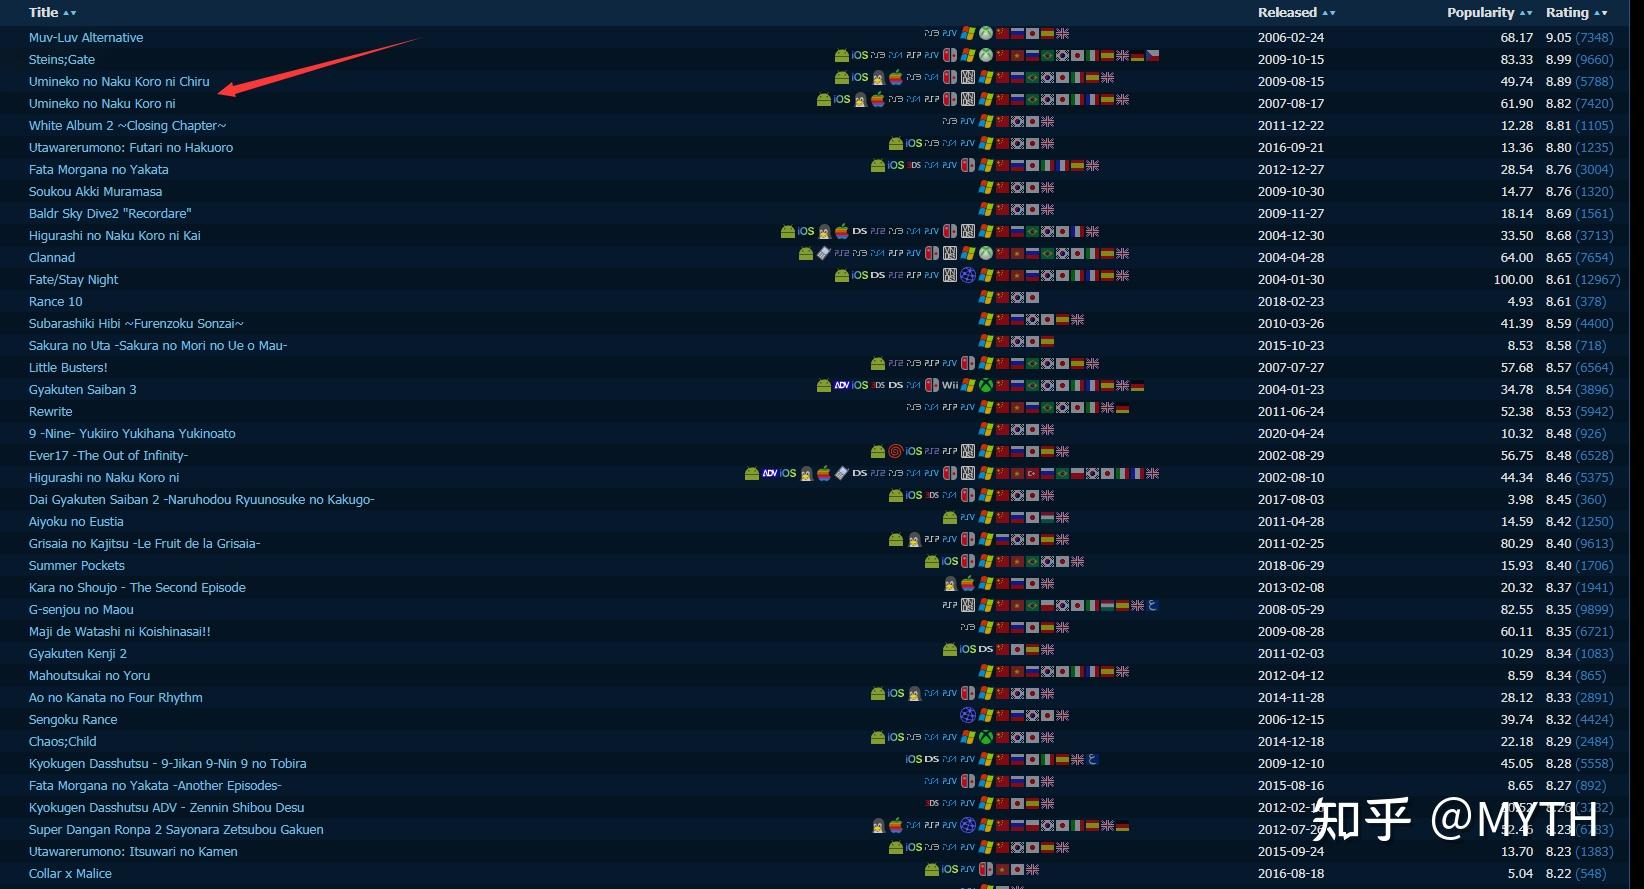 Title Released Popularity Rating
Muv-Luv Alternative 2006-02-24 68.17 9.05 (7348)
Steins;Gate 2009-10-15 83.33 8.99 (9660)
Umineko no Naku Koro ni Chiru 2009-08-15 49.74 8.89 (5788)
Umineko no Naku Koro ni 2007-08-17 61.90 8.82 (7420)
White Album 2 ~Closing Chapter~ 2011-12-22 12.28 8.81 (1105)
Utawarerumono: Futari no Hakuoro 2016-09-21 13.36 8.80 (1235)
Fata Morgana no Yakata 2012-12-27 28.54 8.76 (3004)
Soukou Akki Muramasa 2009-10-30 14.77 8.76 (1320)
Baldr Sky Dive2 "Recordare" 2009-11-27 18.14 8.69 (1561)
Higurashi no Naku Koro ni Kai 2004-12-30 33.50 8.68 (3713)
Clannad 2004-04-28 64.00 8.65 (7654)
Fate/Stay Night 2004-01-30 100.00 8.61 (12967)
Rance 10 2018-02-23 4.93 8.61 (378)
Subarashiki Hibi ~Furenzoku Sonzai~ 2010-03-26 41.39 8.59 (4400)
Sakura no Uta -Sakura no Mori no Ue o Mau- 2015-10-23 8.53 8.58 (718)
Little Busters! 2007-07-27 57.68 8.57 (6564)
Gyakuten Saiban 3 2004-01-23 34.78 8.54 (3896)
Rewrite 2011-06-24 52.38 8.53 (5942)
9 -Nine- Yukiiro Yukihana Yukinoato 2020-04-24 10.32 8.48 (926)
Ever17 -The Out of Infinity- 2002-08-29 56.75 8.48 (6528)
Higurashi no Naku Koro ni 2002-08-10 44.34 8.46 (5375)
Dai Gyakuten Saiban 2 -Naruhodou Ryuunosuke no Kakugo- 2017-08-03 3.98 8.45 (360)
Aiyoku no Eustia 2011-04-28 14.59 8.42 (1250)
Grisaia no Kajitsu -Le Fruit de la Grisaia- 2011-02-25 80.29 8.40 (9613)
Summer Pockets 2018-06-29 15.93 8.40 (1706)
Kara no Shoujo - The Second Episode 2013-02-08 20.32 8.37 (1941)
G-senjou no Maou 2008-05-29 82.55 8.35 (9899)
Maji de Watashi ni Koishinasai!! 2009-08-28 60.11 8.35 (6721)
Gyakuten Kenji 2 2011-02-03 10.29 8.34 (1083)
Mahoutsukai no Yoru 2012-04-12 8.59 8.34 (865)
Ao no Kanata no Four Rhythm 2014-11-28 28.12 8.33 (2891)
Sengoku Rance 2006-12-15 39.74 8.32 (4424)
Chaos;Child 2014-12-18 22.18 8.29 (2484)
Kyokugen Dasshutsu - 9-Jikan 9-Nin 9 no Tobira 2009-12-10 45.05 8.28 (5558)
Fata Morgana no Yakata -Another Episodes- 2015-08-16 8.65 8.27 (892)
Kyokugen Dasshutsu ADV - Zennin Shibou Desu
Super Dangan Ronpa 2 Sayonara Zetsubou Gakuen
知乎 @MYTH
Utawarerumono: Itsuwari no Kamen 2015-09-24 13.70 8.23 (1383)
Collar x Malice 2016-08-18 5.04 8.22 (548)